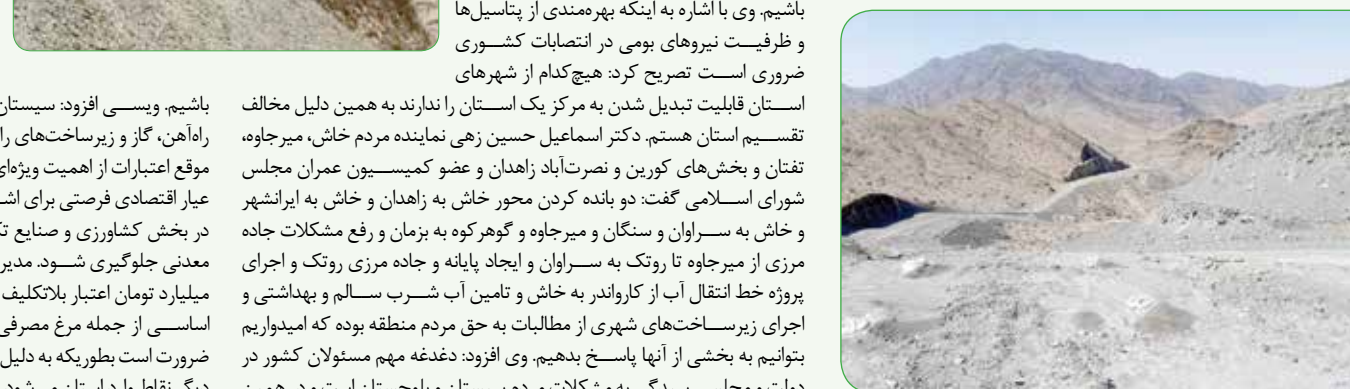 باشیم. وی با اشاره به اینکه بهره‌مندی از پتاسیل‌ها
و ظرفیت نیروهای بومی در انتصابات کشوری
ضروری است تصریح کرد: هیچ‌کدام از شهرهای
استان قابلیت تبدیل شدن به مرکز یک استان را ندارند به همین دلیل مخالف
تقسیم استان هستم. دکتر اسماعیل حسین زهی نماینده مردم خاش، میرجاوه،
تفتان و بخش‌های کورین و نصرت‌آباد زاهدان و عضو کمیسیون عمران مجلس
شورای اسلامی گفت: دو بانده کردن محور خاش به زاهدان و خاش به ایرانشهر
و خاش به سراوان و سنگان و میرجاوه و گوهرکوه به بزمان و رفع مشکلات جاده
مرزی از میرجاوه تا روتک به سراوان و ایجاد پایانه و جاده مرزی روتک و اجرای
پروژه خط انتقال آب از کارواندر به خاش و تامین آب شرب سالم و بهداشتی و
اجرای زیرساخت‌های شهری از مطالبات به حق مردم منطقه بوده که امیدواریم
بتوانیم به بخشی از آنها پاسخ بدهیم. وی افزود: دغدغه مهم مسئولان کشور در
باشیم. ویسی افزود: سیستان
راه‌آهن، گاز و زیرساخت‌های
موقع اعتبارات از اهمیت ویژه‌ای
عیار اقتصادی فرصتی برای
در بخش کشاورزی و صنایع
معدنی جلوگیری شود.
میلیارد تومان اعتبار بلاتکلیف
اساسی از جمله مرغ مصرفی
ضرورت است بطوریکه به دلیل